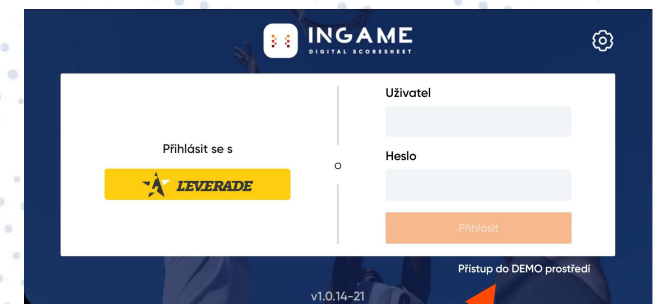 INGAME
DIGITAL SCORESHEET
Přihlásit se s
LEVERADE
o
Uživatel
Heslo
Přihlásit
Přístup do DEMO prostředí
v1.0.14-21